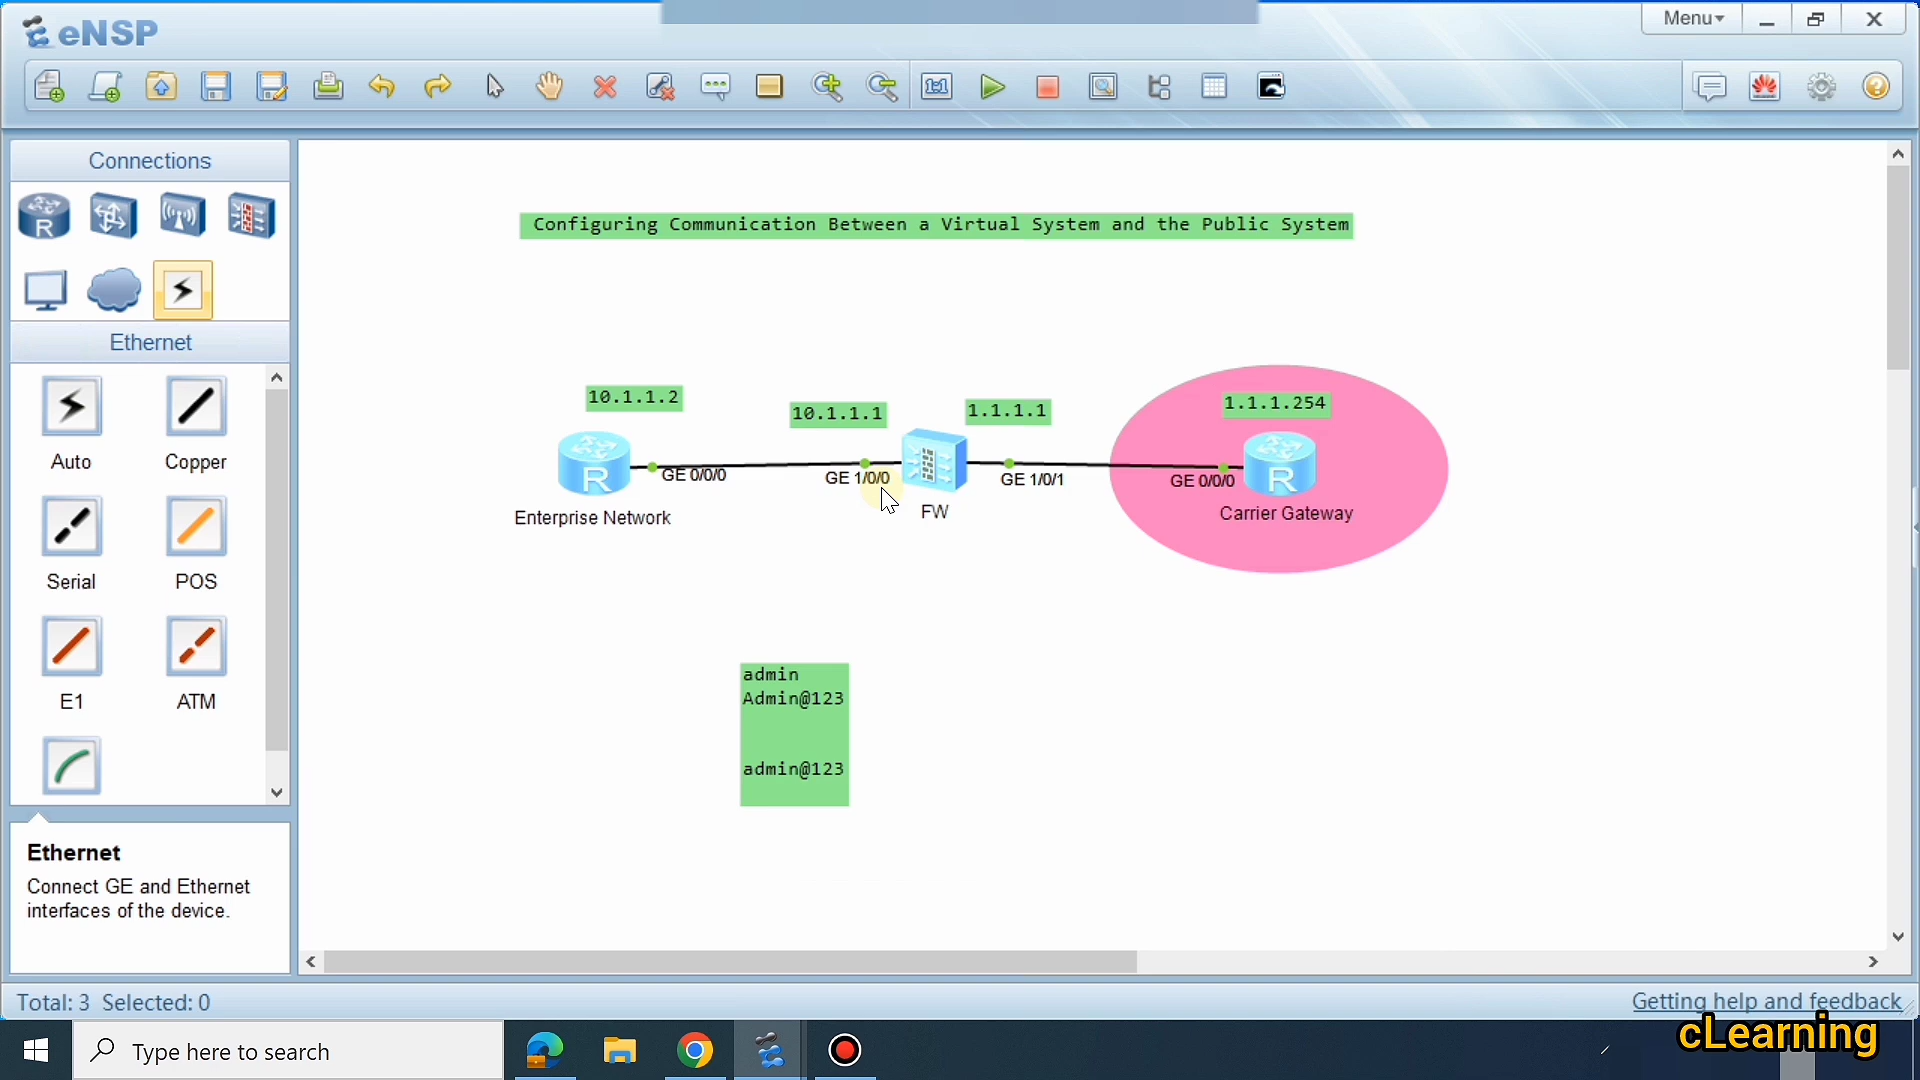 eNSP
Menu
1:1
Connections
R
Ethernet
Auto
Copper
Serial
POS
E1
ATM
Ethernet
Connect GE and Ethernet
interfaces of the device.
Configuring Communication Between a Virtual System and the Public System
10.1.1.2
10.1.1.1
1.1.1.1
1.1.1.254
R
GE 0/0/0
GE 1/0/0
GE 1/0/1
GE 0/0/0
R
Enterprise Network
FW
Carrier Gateway
admin
Admin@123
admin@123
Total: 3 Selected: 0
Getting help and feedback
Type here to search
cLearning